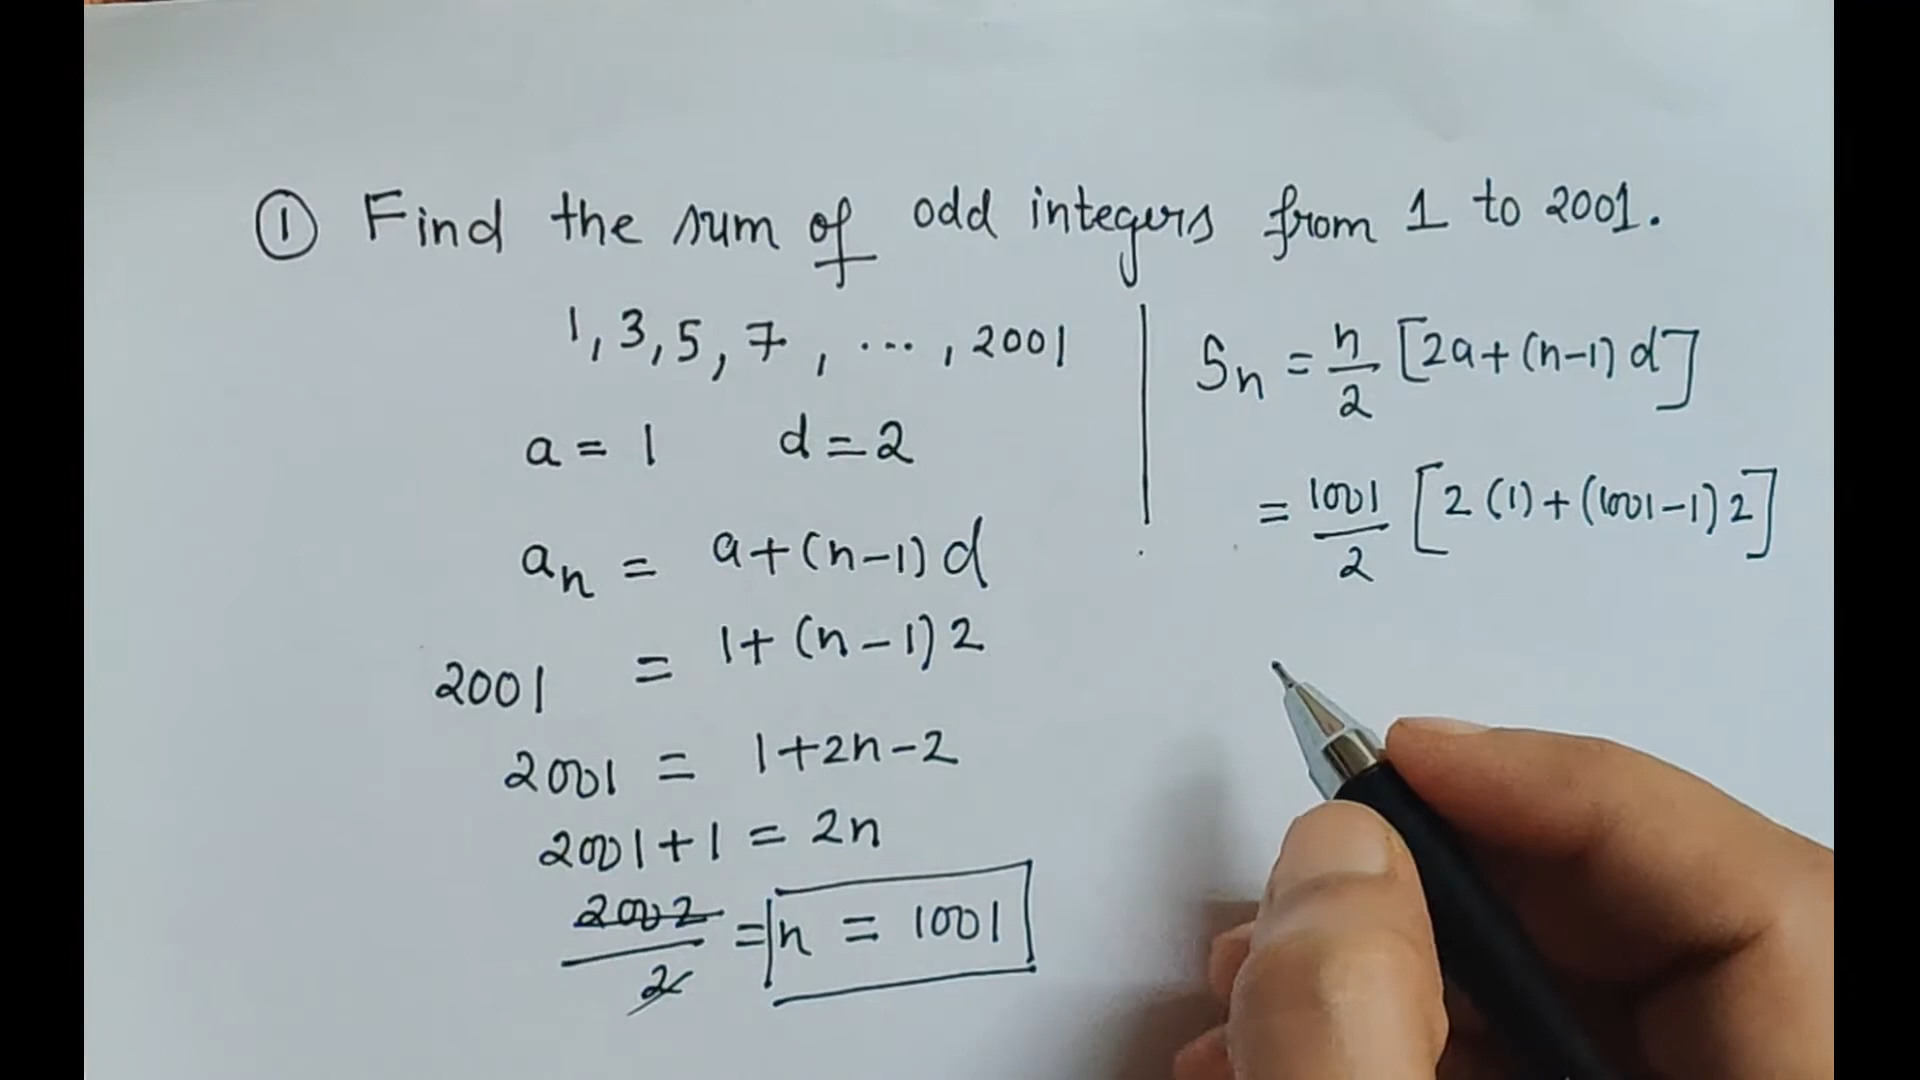 ① Find the sum of odd integers from 1 to 2001.
1, 3, 5, 7, ..., 2001
a = 1 d = 2
aₙ = a+(n-1)d
2001 = 1+(n-1)2
2001 = 1+2n-2
2001+1 = 2n
2002/2 = n = 1001
Sₙ = n/2 [2a+(n-1)d]
= 1001/2 [2(1)+(1001-1)2]